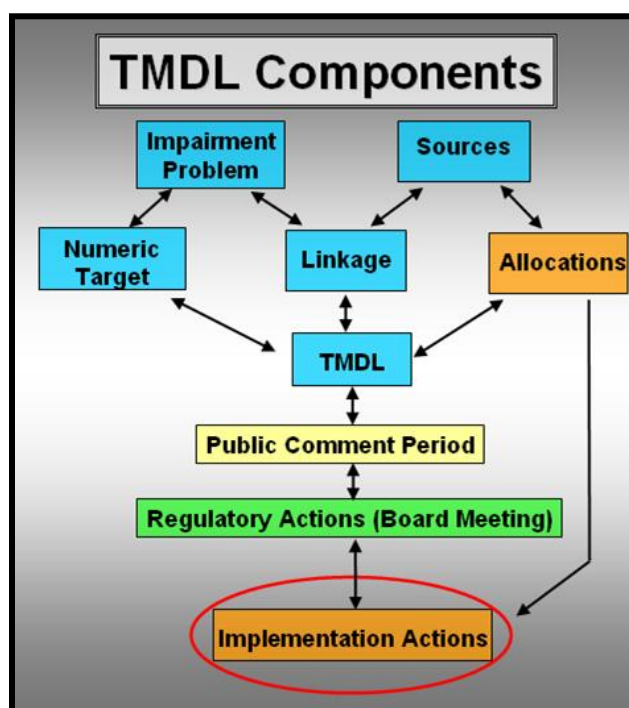 TMDL Components
Impairment
Problem
Sources
Numeric
Target
Linkage
Allocations
TMDL
Public Comment Period
Regulatory Actions (Board Meeting)
Implementation Actions